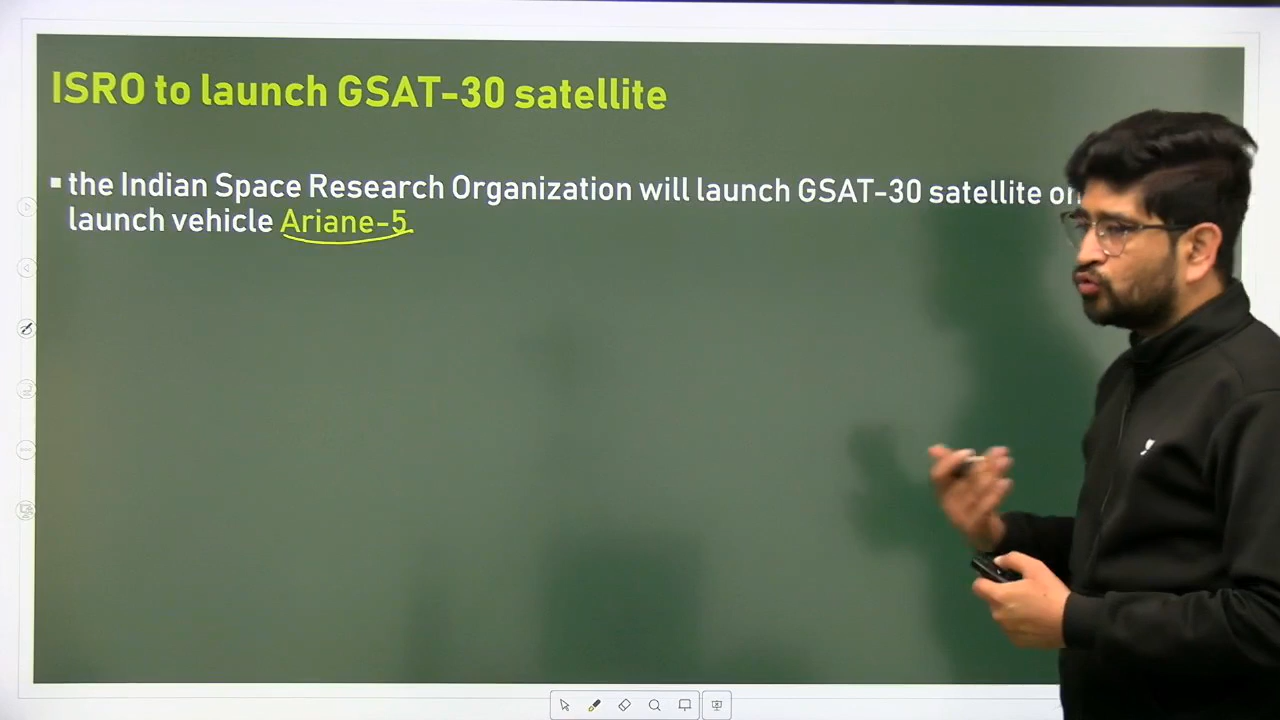 ISRO to launch GSAT-30 satellite
the Indian Space Research Organization will launch GSAT-30 satellite on
launch vehicle Ariane-5